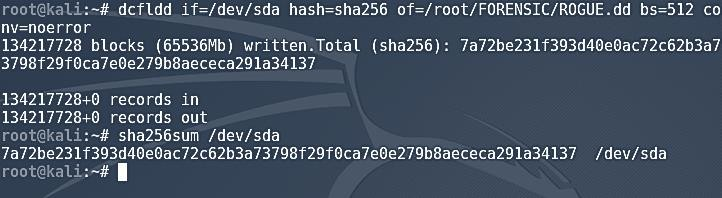 root@kali:~# dcfldd if=/dev/sda hash=sha256 of=/root/FORENSIC/ROGUE.dd bs=512 co
nv=noerror
134217728 blocks (65536Mb) written.Total (sha256): 7a72be231f393d40e0ac72c62b3a7
3798f29f0ca7e0e279b8aececa291a34137
134217728+0 records in
134217728+0 records out
root@kali:~# sha256sum /dev/sda
7a72be231f393d40e0ac72c62b3a73798f29f0ca7e0e279b8aececa291a34137  /dev/sda
root@kali:~#